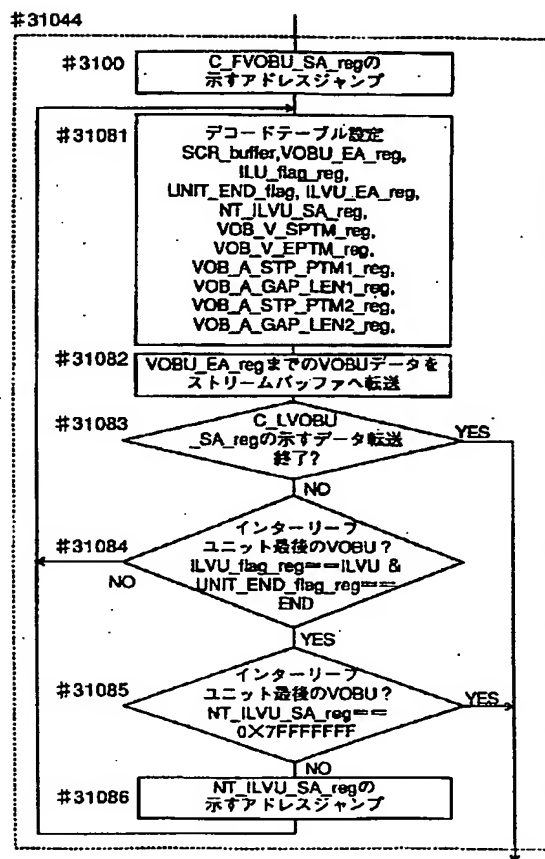 #31044
#3100
C_FVOBU_SA_regの
示すアドレスジャンプ
#31081
デコードテーブル設定
SCR_buffer,VOBU_EA_reg,
ILU_flag_reg,
UNIT_END_flag, ILVU_EA_reg,
NT_ILVU_SA_reg,
VOB_V_SPTM_reg,
VOB_V_EPTM_reg,
VOB_A_STP_PTM1_reg,
VOB_A_GAP_LEN1_reg,
VOB_A_STP_PTM2_reg,
VOB_A_GAP_LEN2_reg,
#31082
VOBU_EA_regまでのVOBUデータを
ストリームバッファへ転送
#31083
C_LVOBU
_SA_regの示すデータ転送
終了?
YES
NO
#31084
インターリーブ
ユニット最後のVOBU?
ILVU_flag_reg==ILVU &
UNIT_END_flag_reg==
END
NO
YES
#31085
インターリーブ
ユニット最後のVOBU?
NT_ILVU_SA_reg==
0×7FFFFFFF
YES
NO
#31086
NT_ILVU_SA_regの
示すアドレスジャンプ